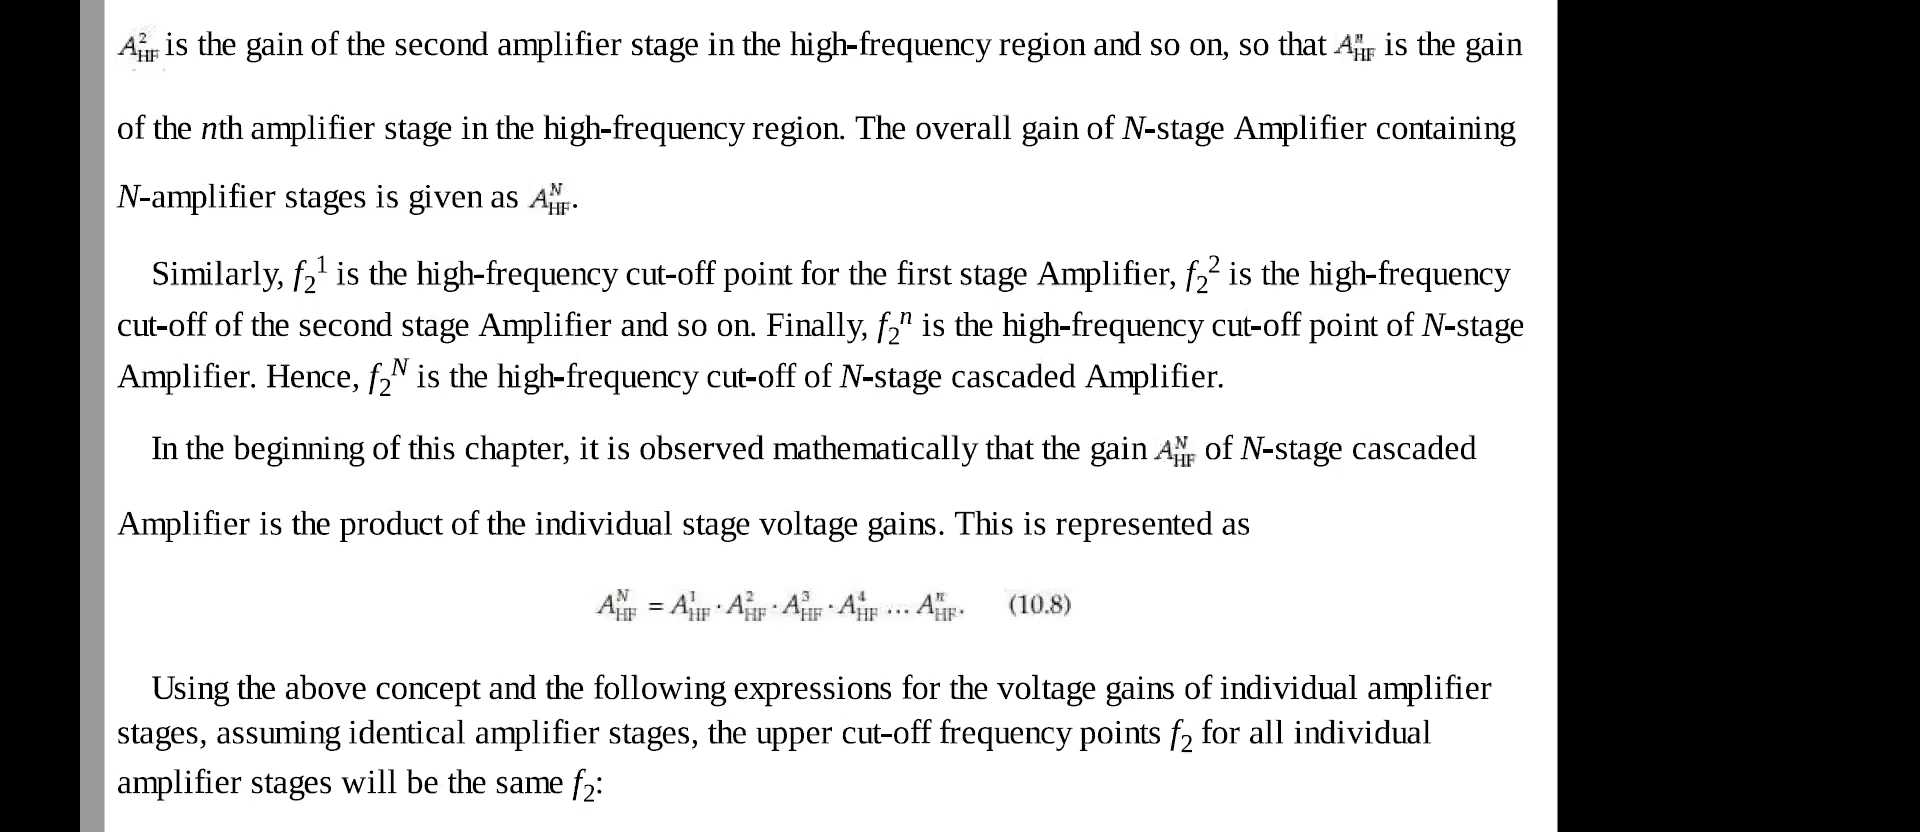 A²HF is the gain of the second amplifier stage in the high-frequency region and so on, so that AⁿHF is the gain
of the nth amplifier stage in the high-frequency region. The overall gain of N-stage Amplifier containing
N-amplifier stages is given as AᴺHF.
Similarly, f₂¹ is the high-frequency cut-off point for the first stage Amplifier, f₂² is the high-frequency
cut-off of the second stage Amplifier and so on. Finally, f₂ⁿ is the high-frequency cut-off point of N-stage
Amplifier. Hence, f₂ᴺ is the high-frequency cut-off of N-stage cascaded Amplifier.
In the beginning of this chapter, it is observed mathematically that the gain AᴺHF of N-stage cascaded
Amplifier is the product of the individual stage voltage gains. This is represented as
AᴺHF = A¹HF · A²HF · A³HF · A⁴HF ... AⁿHF. (10.8)
Using the above concept and the following expressions for the voltage gains of individual amplifier
stages, assuming identical amplifier stages, the upper cut-off frequency points f₂ for all individual
amplifier stages will be the same f₂: